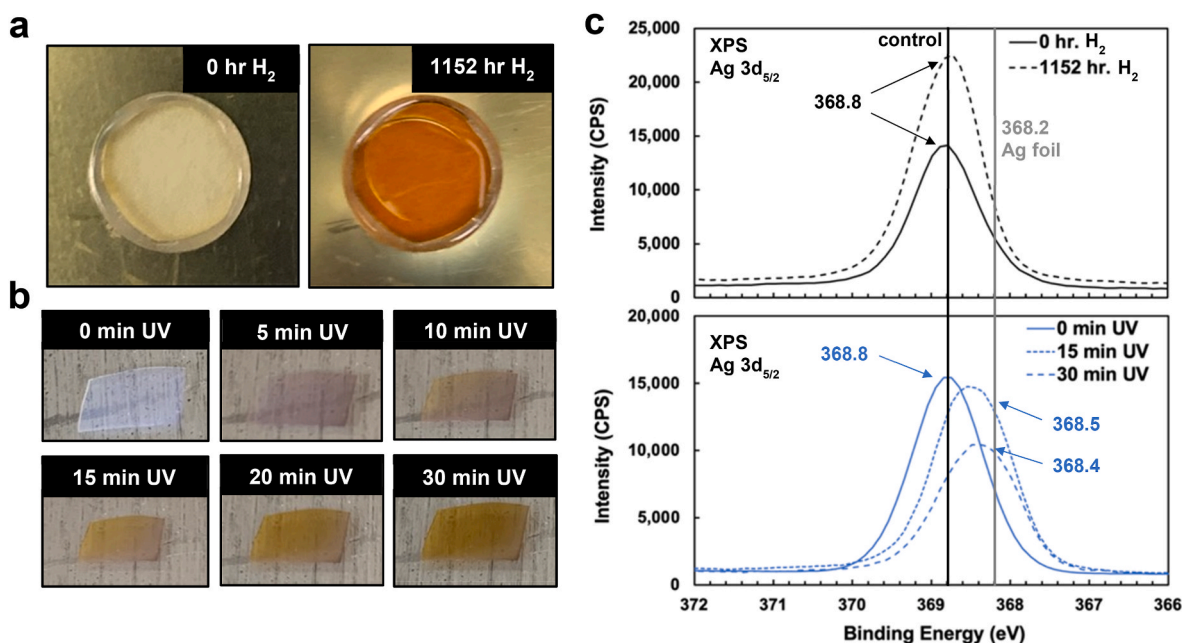 a
0 hr H₂
1152 hr H₂
b
0 min UV
5 min UV
10 min UV
15 min UV
20 min UV
30 min UV
c
25,000
20,000
15,000
10,000
5,000
0
Intensity (CPS)
XPS
Ag 3d₅/₂
control
368.8
0 hr. H₂
1152 hr. H₂
368.2
Ag foil
20,000
15,000
10,000
5,000
0
Intensity (CPS)
XPS
Ag 3d₅/₂
368.8
0 min UV
15 min UV
30 min UV
368.5
368.4
372 371 370 369 368 367 366
Binding Energy (eV)